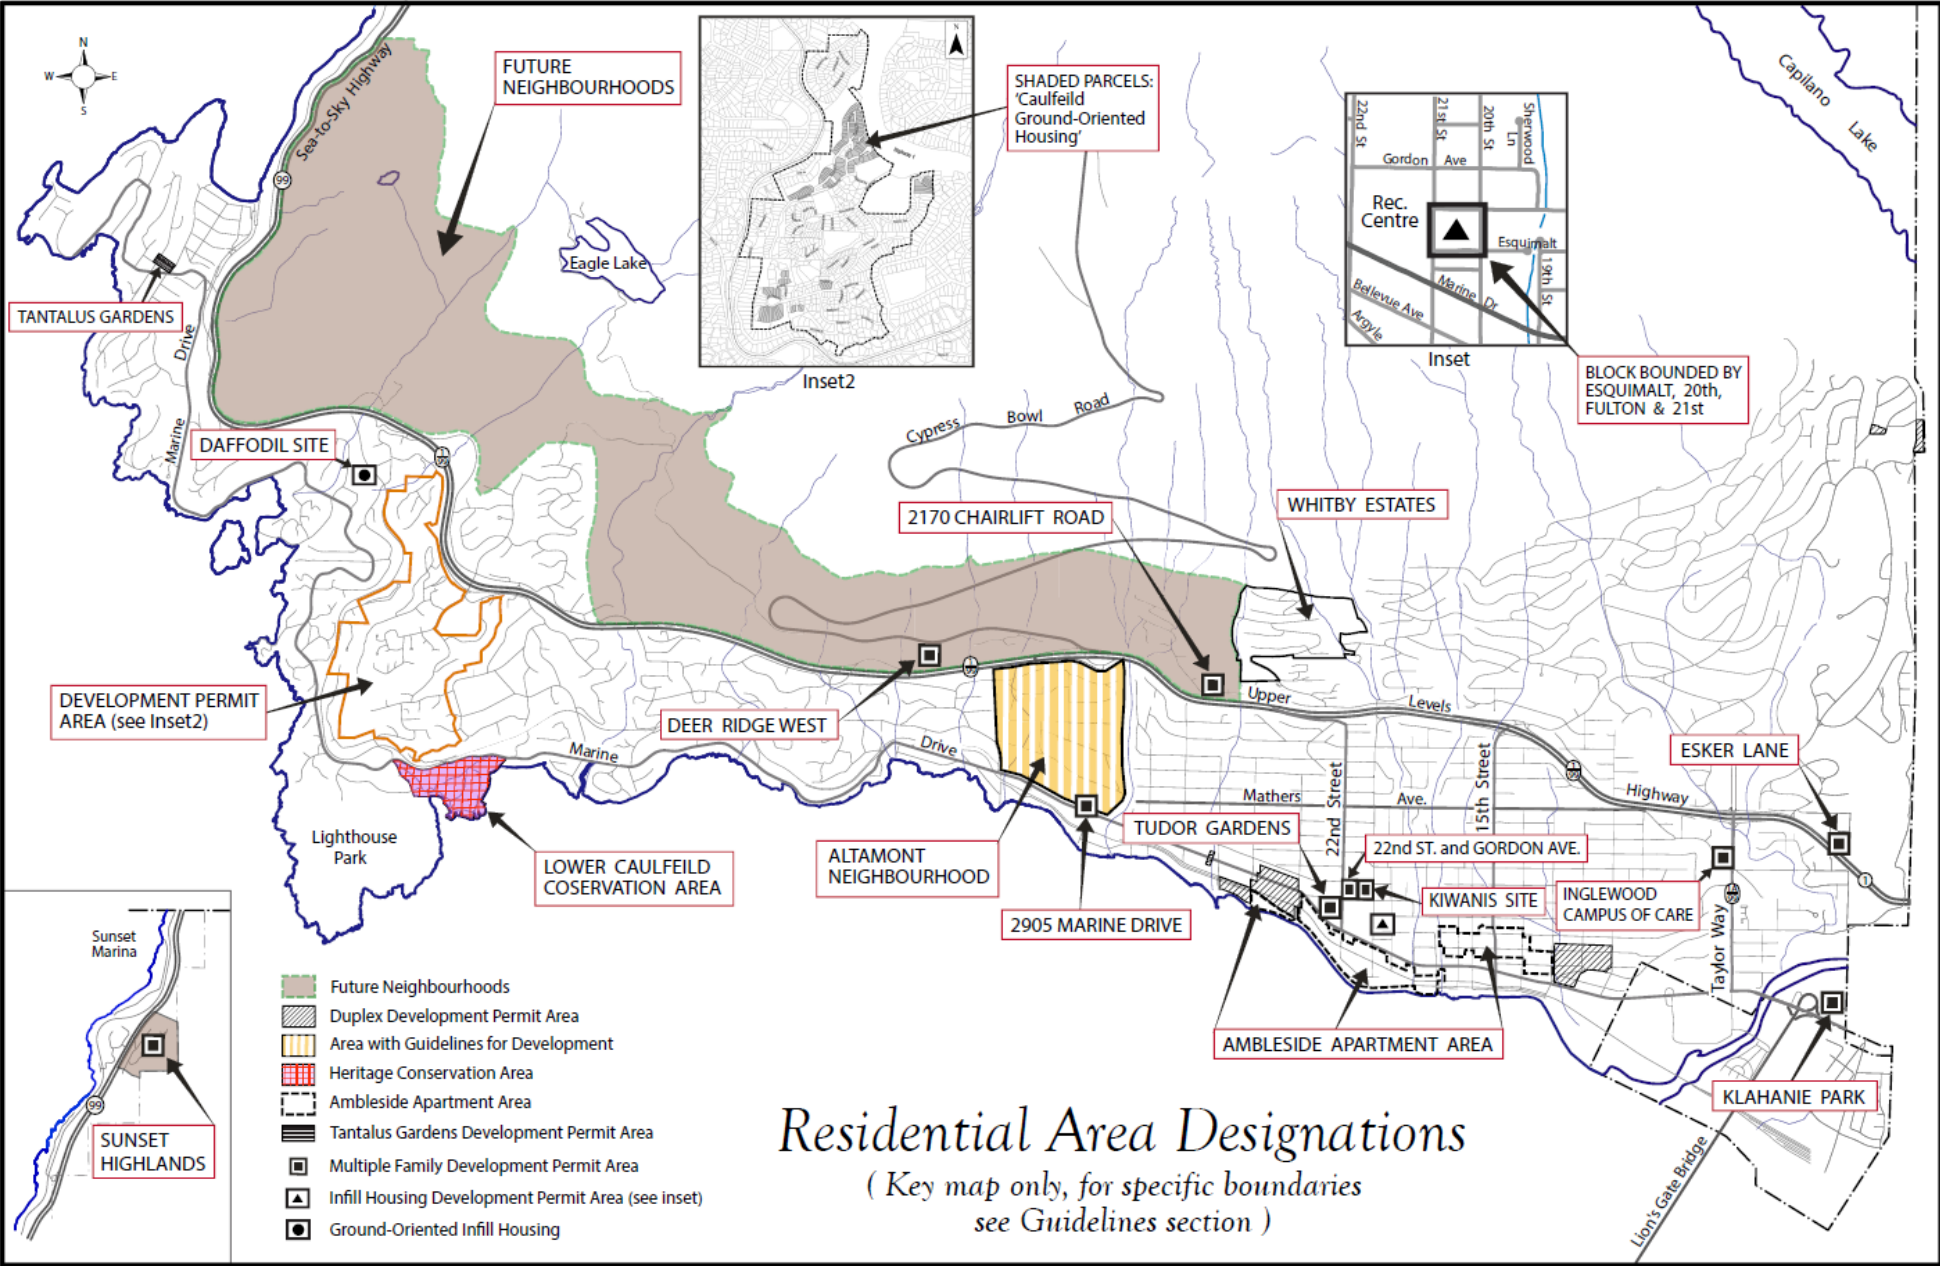 N
W
E
S
Sea-to-Sky Highway
99
FUTURE
NEIGHBOURHOODS
N
Highway 1
Inset2
SHADED PARCELS:
'Caulfeild
Ground-Oriented
Housing'
22nd St
21st St
20th St
Sherwood Ln
Gordon Ave
Rec.
Centre
Esquimalt
19th St
Marine Dr
Bellevue Ave
Argyle
Inset
BLOCK BOUNDED BY
ESQUIMALT, 20th,
FULTON & 21st
Capilano
Lake
Eagle Lake
TANTALUS GARDENS
Marine Drive
DAFFODIL SITE
Cypress Bowl Road
2170 CHAIRLIFT ROAD
WHITBY ESTATES
DEVELOPMENT PERMIT
AREA (see Inset2)
DEER RIDGE WEST
Upper Levels Highway
Marine Drive
ESKER LANE
22nd Street
15th Street
Mathers Ave.
TUDOR GARDENS
22nd ST. and GORDON AVE.
Lighthouse
Park
LOWER CAULFEILD
COSERVATION AREA
ALTAMONT
NEIGHBOURHOOD
KIWANIS SITE
INGLEWOOD
CAMPUS OF CARE
1
2905 MARINE DRIVE
Taylor Way
AMBLESIDE APARTMENT AREA
KLAHANIE PARK
Lion's Gate Bridge
Sunset
Marina
99
SUNSET
HIGHLANDS
Future Neighbourhoods
Duplex Development Permit Area
Area with Guidelines for Development
Heritage Conservation Area
Ambleside Apartment Area
Tantalus Gardens Development Permit Area
Multiple Family Development Permit Area
Infill Housing Development Permit Area (see inset)
Ground-Oriented Infill Housing
Residential Area Designations
( Key map only, for specific boundaries
see Guidelines section )